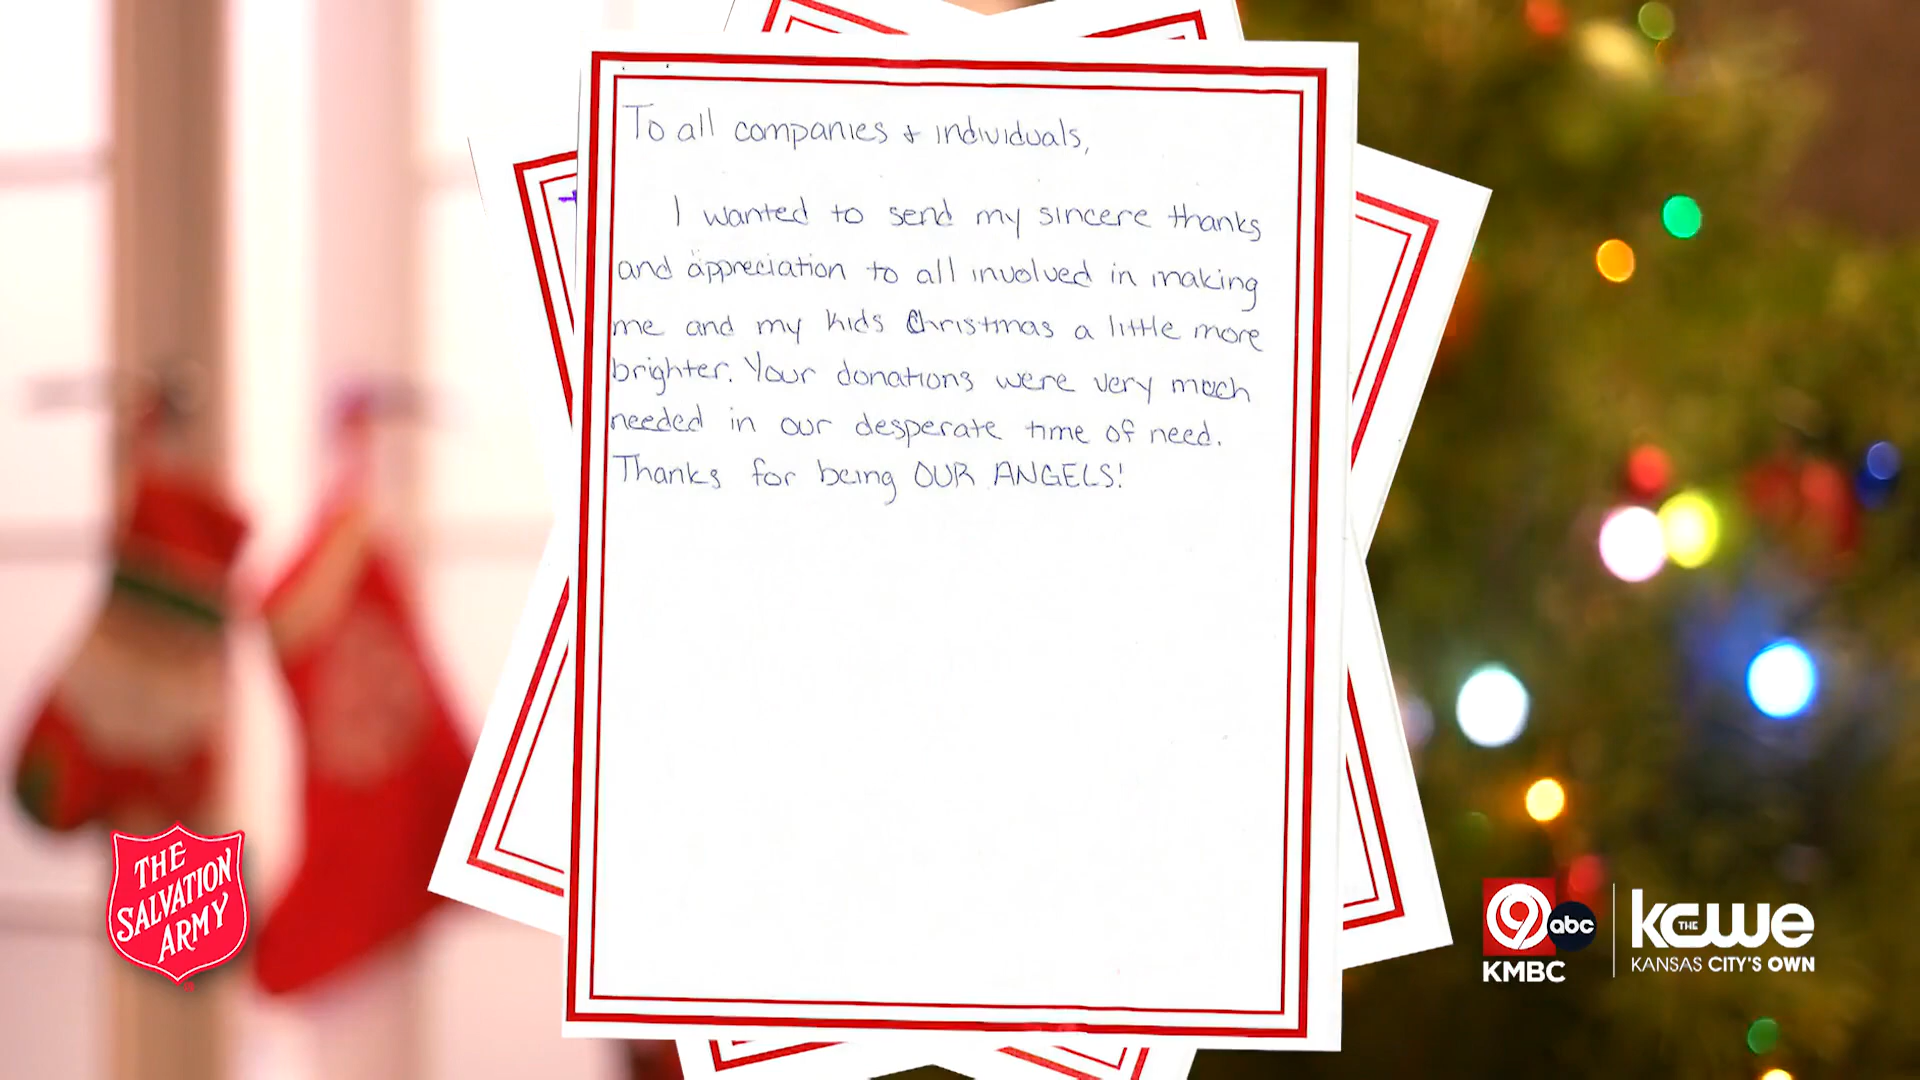 To all companies + individuals,
I wanted to send my sincere thanks
and appreciation to all involved in making
me and my kids Christmas a little more
brighter. Your donations were very much
needed in our desperate time of need.
Thanks for being OUR ANGELS!
THE
SALVATION
ARMY
9 abc
KMBC
THE
kcwe
KANSAS CITY'S OWN